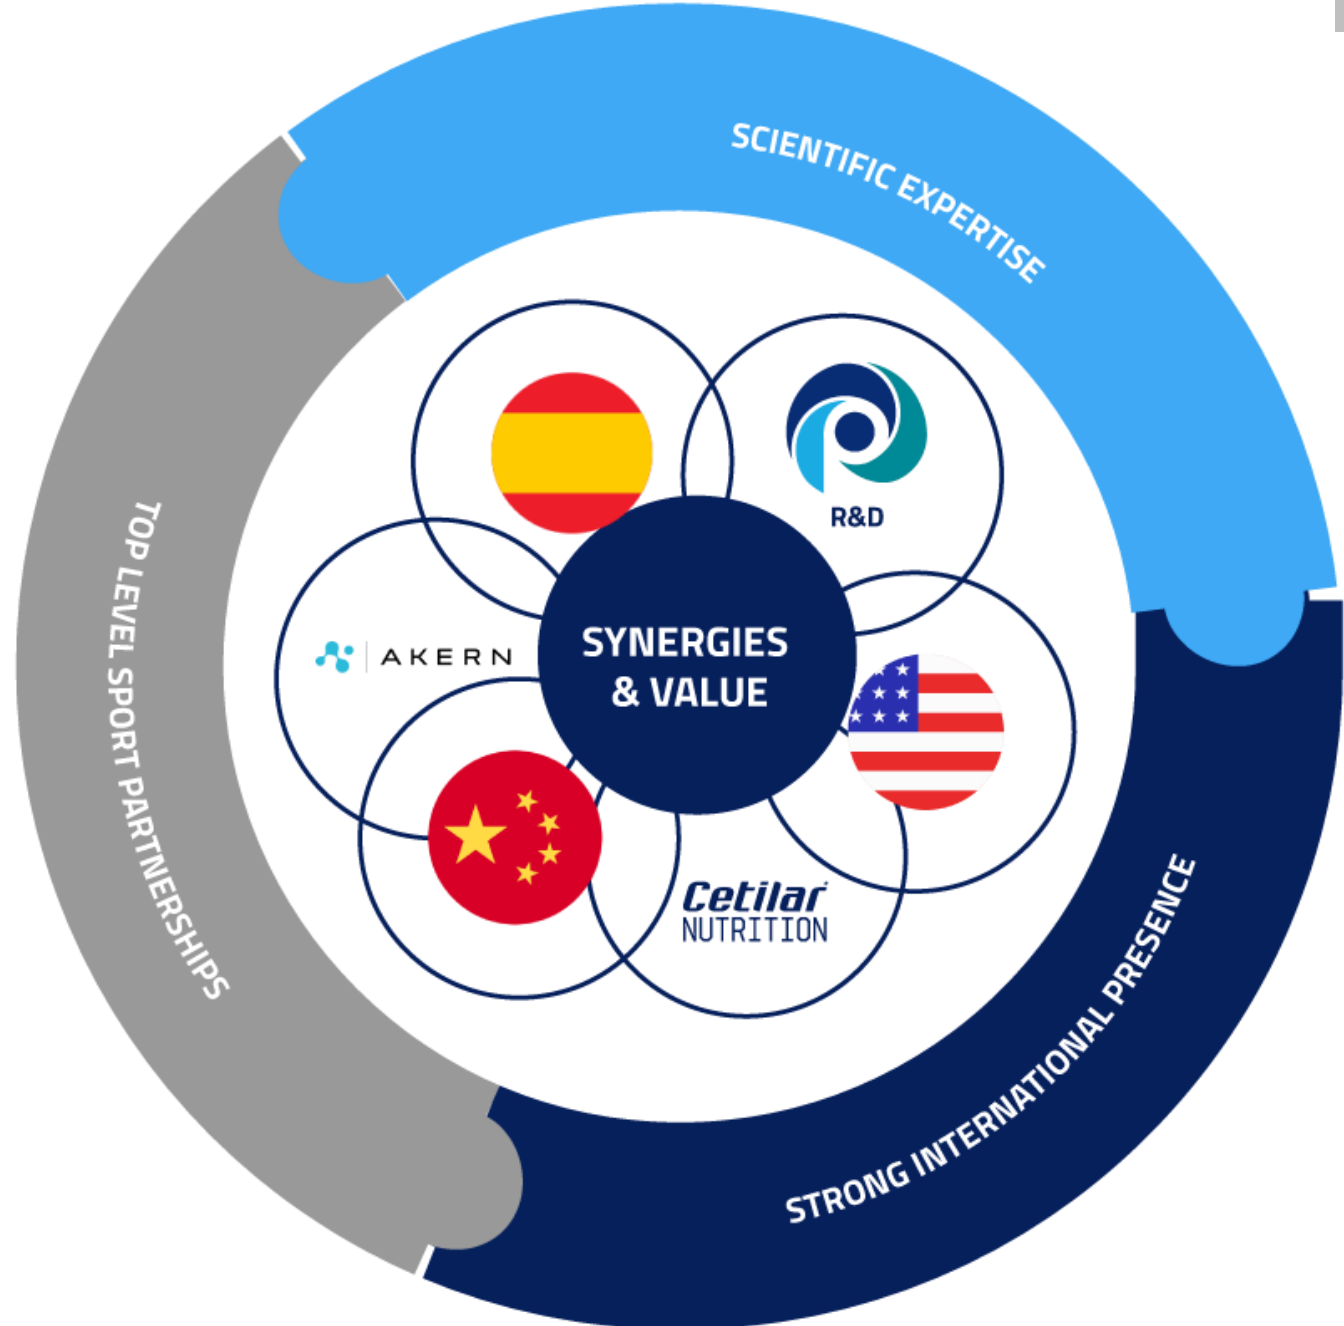 SCIENTIFIC EXPERTISE
R&D
SYNERGIES
& VALUE
AKERN
Cetilar
NUTRITION
TOP LEVEL SPORT PARTNERSHIPS
STRONG INTERNATIONAL PRESENCE